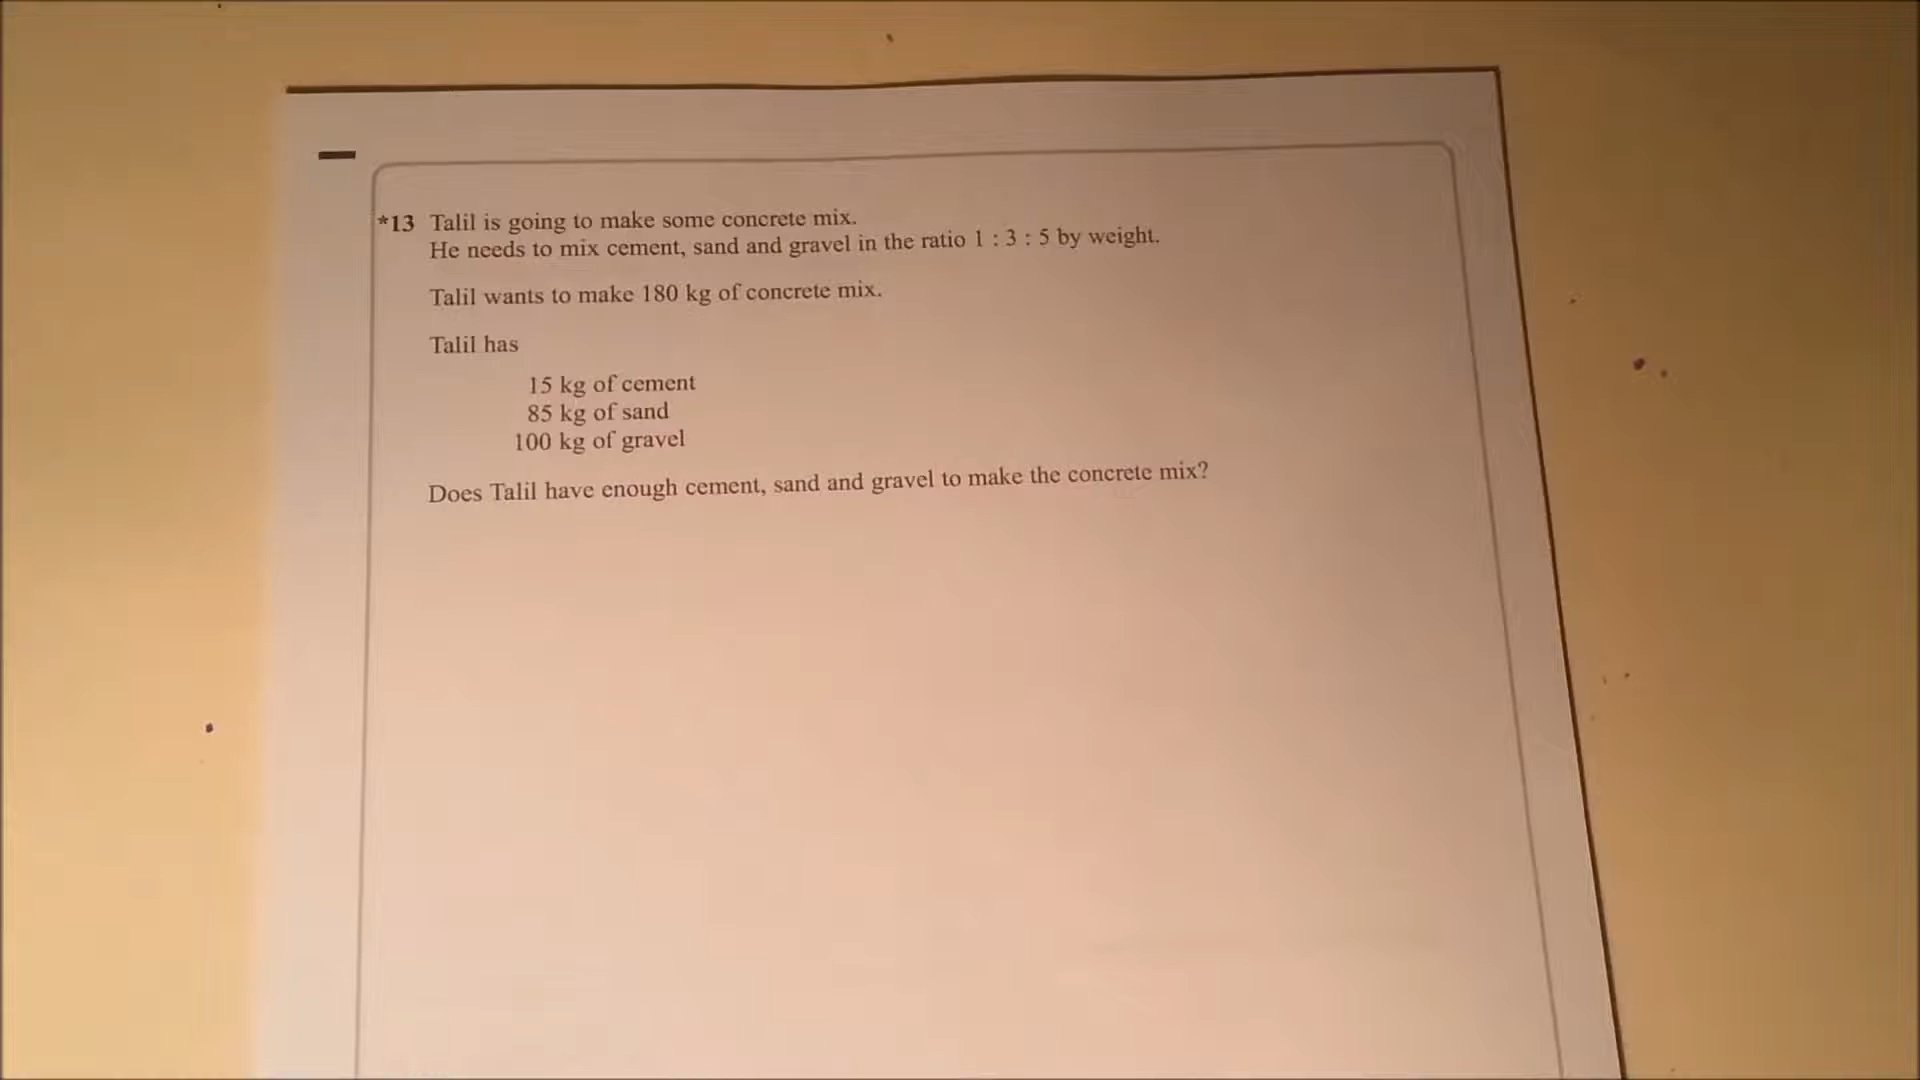 *13 Talil is going to make some concrete mix.
He needs to mix cement, sand and gravel in the ratio 1 : 3 : 5 by weight.
Talil wants to make 180 kg of concrete mix.
Talil has
15 kg of cement
85 kg of sand
100 kg of gravel
Does Talil have enough cement, sand and gravel to make the concrete mix?